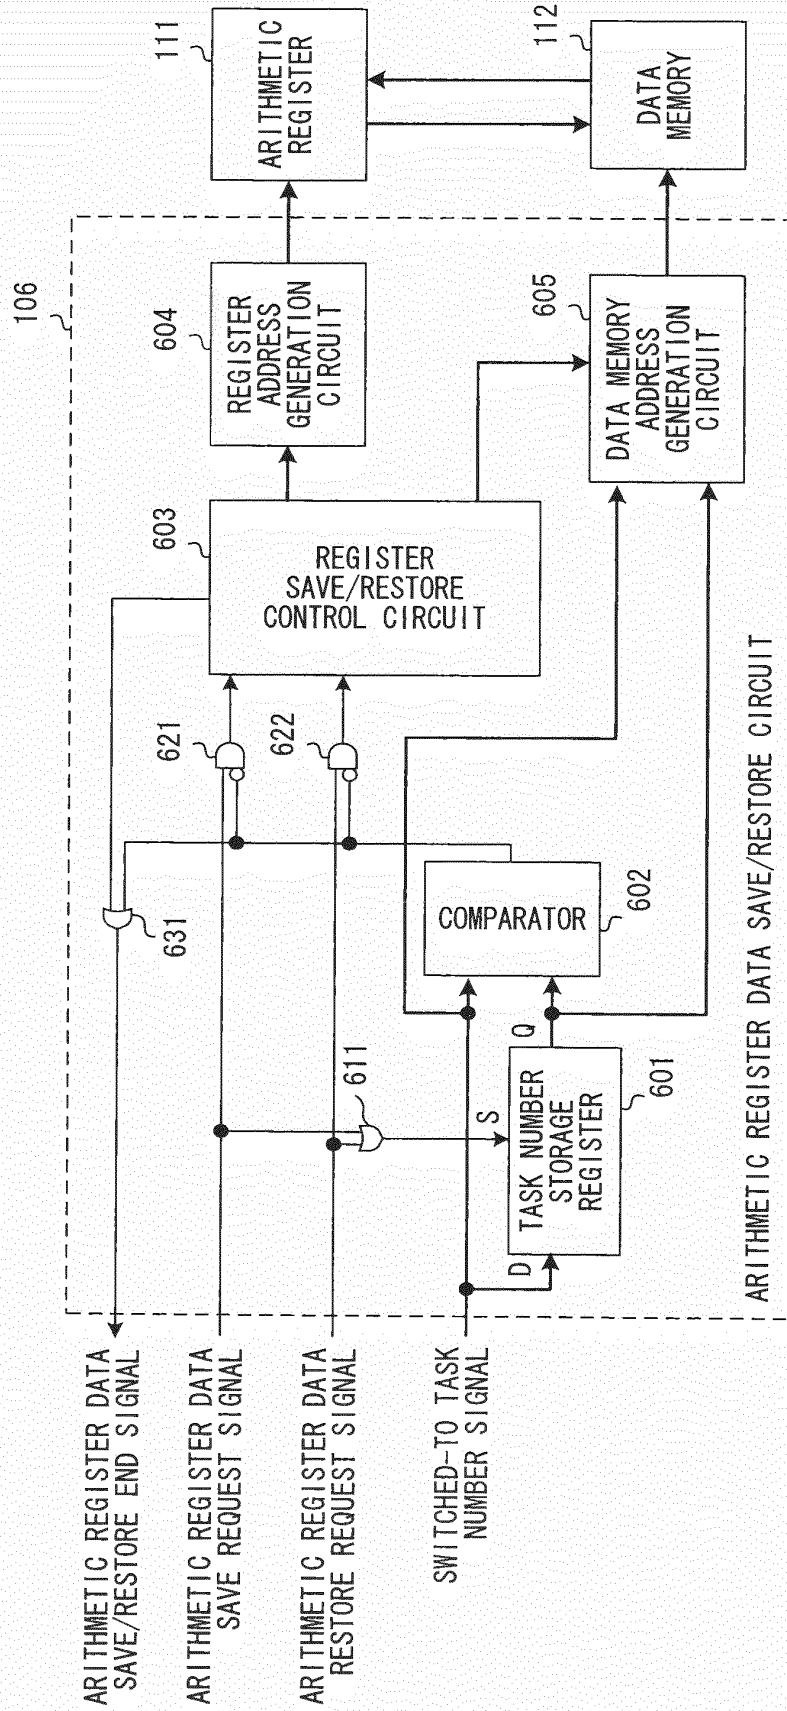 106
ARITHMETIC REGISTER DATA
SAVE/RESTORE END SIGNAL
ARITHMETIC REGISTER DATA
SAVE REQUEST SIGNAL
ARITHMETIC REGISTER DATA
RESTORE REQUEST SIGNAL
SWITCHED-TO TASK
NUMBER SIGNAL
631
611
S
D
Q
TASK NUMBER
STORAGE
REGISTER
601
COMPARATOR
602
621
622
603
REGISTER
SAVE/RESTORE
CONTROL CIRCUIT
604
REGISTER
ADDRESS
GENERATION
CIRCUIT
605
DATA MEMORY
ADDRESS
GENERATION
CIRCUIT
111
ARITHMETIC
REGISTER
112
DATA
MEMORY
ARITHMETIC REGISTER DATA SAVE/RESTORE CIRCUIT